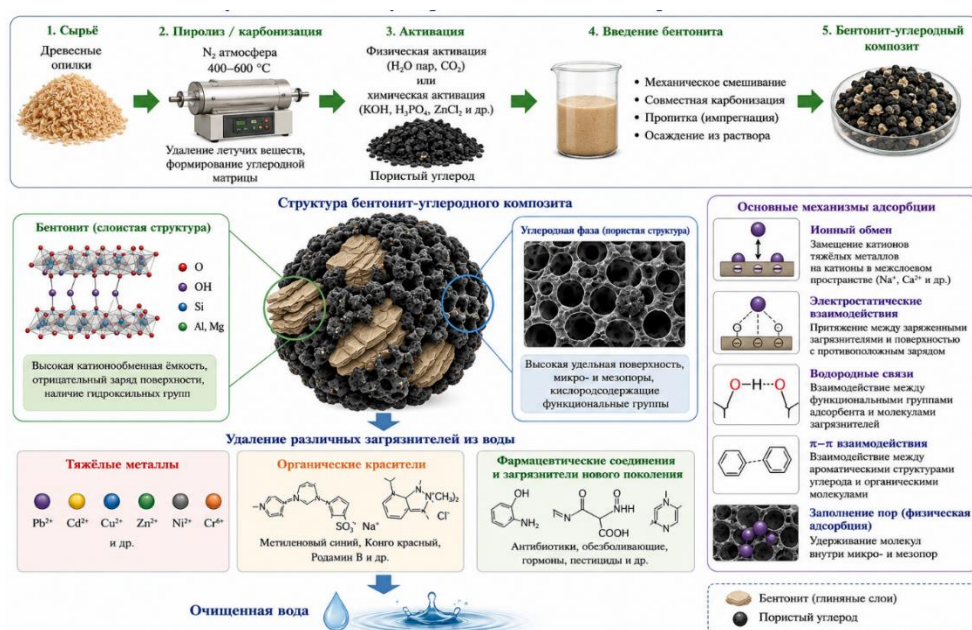 1. Сырьё
Древесные
опилки
2. Пиролиз / карбонизация
N₂ атмосфера
400–600 °C
Удаление летучих веществ,
формирование углеродной
матрицы
3. Активация
Физическая активация
(H₂O пар, CO₂)
или
химическая активация
(KOH, H₃PO₄, ZnCl₂ и др.)
Пористый углерод
4. Введение бентонита
• Механическое смешивание
• Совместная карбонизация
• Пропитка (импрегнация)
• Осаждение из раствора
5. Бентонит-углеродный
композит
Структура бентонит-углеродного композита
Бентонит (слоистая структура)
O
OH
Si
Al, Mg
Высокая катионообменная ёмкость,
отрицательный заряд поверхности,
наличие гидроксильных групп
Углеродная фаза (пористая структура)
Высокая удельная поверхность,
микро- и мезопоры,
кислородсодержащие
функциональные группы
Основные механизмы адсорбции
Ионный обмен
Замещение катионов
тяжёлых металлов
на катионы в межслоевом
пространстве (Na⁺, Ca²⁺ и др.)
Электростатические
взаимодействия
Притяжение между заряженными
загрязнителями и поверхностью
с противоположным зарядом
O–H···O
Водородные связи
Взаимодействие между
функциональными группами
адсорбента и молекулами
загрязнителей
π–π взаимодействия
Взаимодействие между
ароматическими структурами
углерода и органическими
молекулами
Заполнение пор (физическая
адсорбция)
Удерживание молекул
внутри микро- и мезопор
Удаление различных загрязнителей из воды
Тяжёлые металлы
Pb²⁺ Cd²⁺ Cu²⁺ Zn²⁺ Ni²⁺ Cr⁶⁺
и др.
Органические красители
SO₃⁻ Na⁺
Cl⁻
Метиленовый синий, Конго красный,
Родамин B и др.
Фармацевтические соединения
и загрязнители нового поколения
OH
NH₂
O
O
NH
COOH
Антибиотики, обезболивающие,
гормоны, пестициды и др.
Очищенная вода
Бентонит (глиняные слои)
Пористый углерод